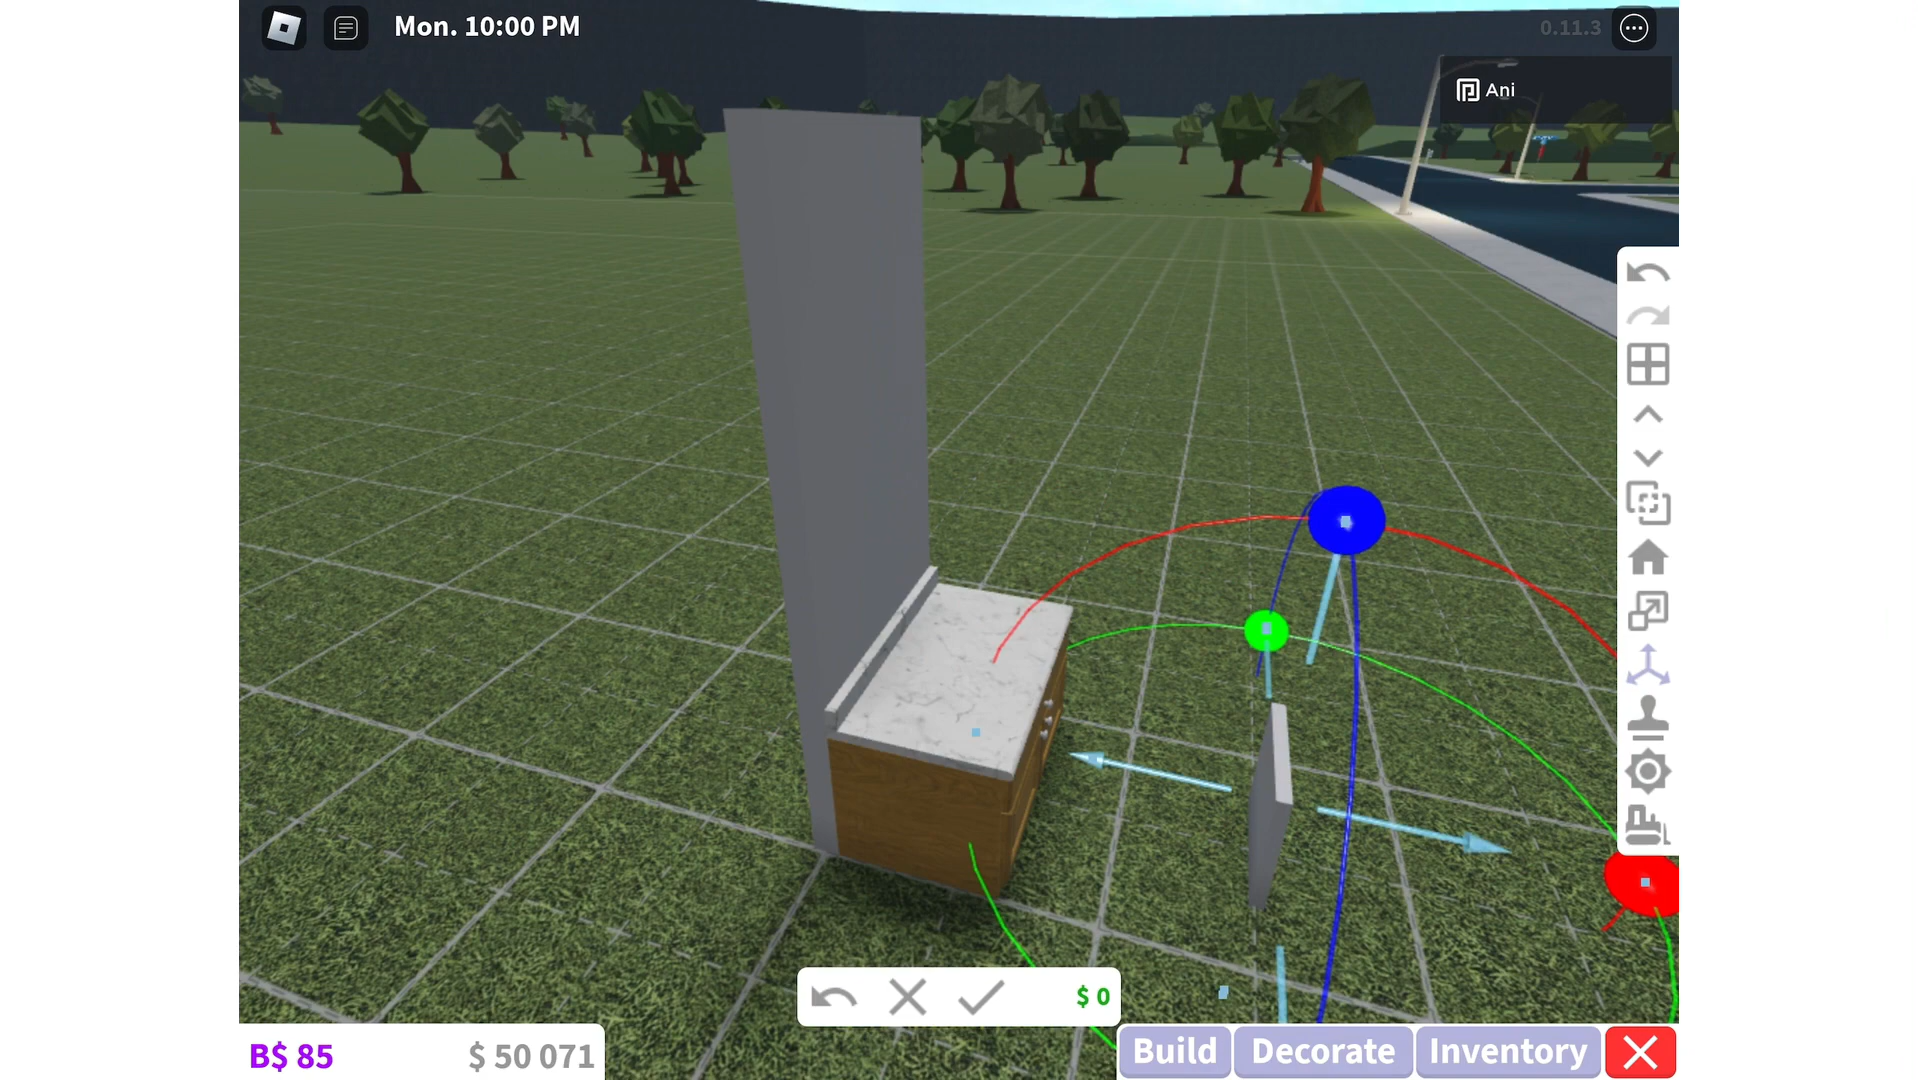 Mon. 10:00 PM
0.11.3
Ani
$ 0
B$ 85
$ 50 071
Build
Decorate
Inventory